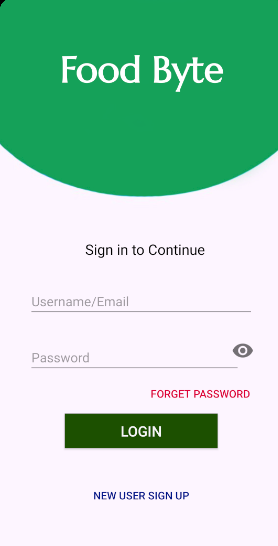 Food Byte
Sign in to Continue
Username/Email
Password
FORGET PASSWORD
LOGIN
NEW USER SIGN UP